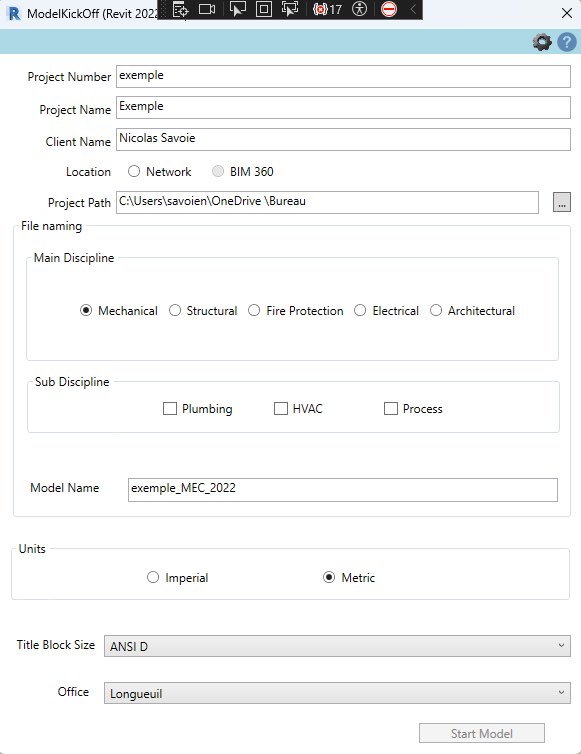 ModelKickOff (Revit 2022
17
Project Number exemple
Project Name Exemple
Client Name Nicolas Savoie
Location Network BIM 360
Project Path C:\Users\savoien\OneDrive \Bureau ...
File naming
Main Discipline
Mechanical Structural Fire Protection Electrical Architectural
Sub Discipline
Plumbing HVAC Process
Model Name exemple_MEC_2022
Units
Imperial Metric
Title Block Size ANSI D
Office Longueuil
Start Model